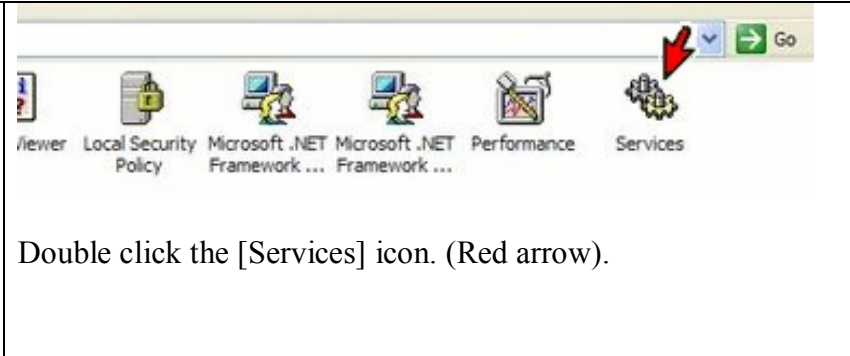 Go
iewer Local Security Microsoft .NET Microsoft .NET Performance Services
Policy Framework ... Framework ...
Double click the [Services] icon. (Red arrow).